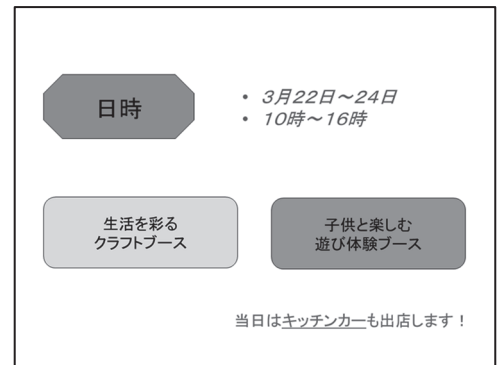 日時
• 3月22日～24日
• 10時～16時
生活を彩る
クラフトブース
子供と楽しむ
遊び体験ブース
当日はキッチンカーも出店します！